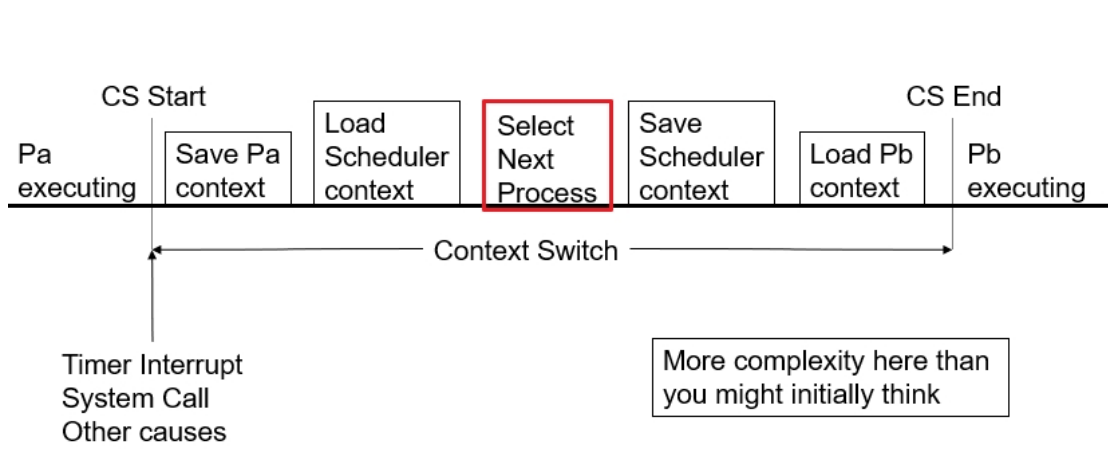 CS Start
CS End
Pa
executing
Save Pa
context
Load
Scheduler
context
Select
Next
Process
Save
Scheduler
context
Load Pb
context
Pb
executing
Context Switch
Timer Interrupt
System Call
Other causes
More complexity here than
you might initially think